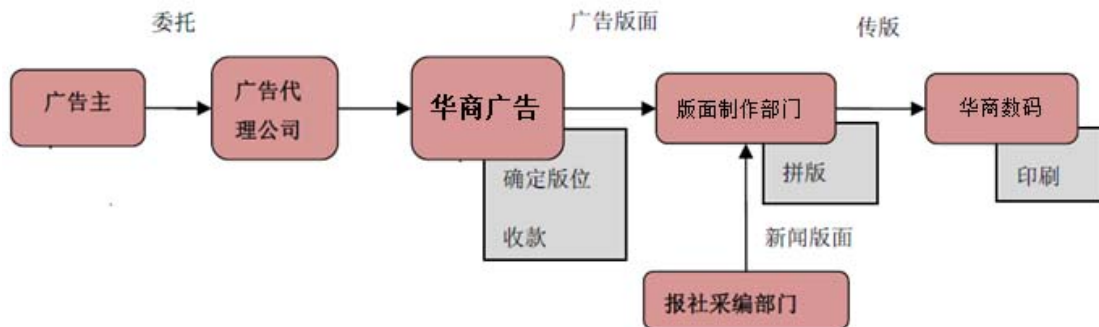 委托
广告版面
传版
广告主
广告代
理公司
华商广告
版面制作部门
华商数码
确定版位
收款
拼版
印刷
新闻版面
报社采编部门